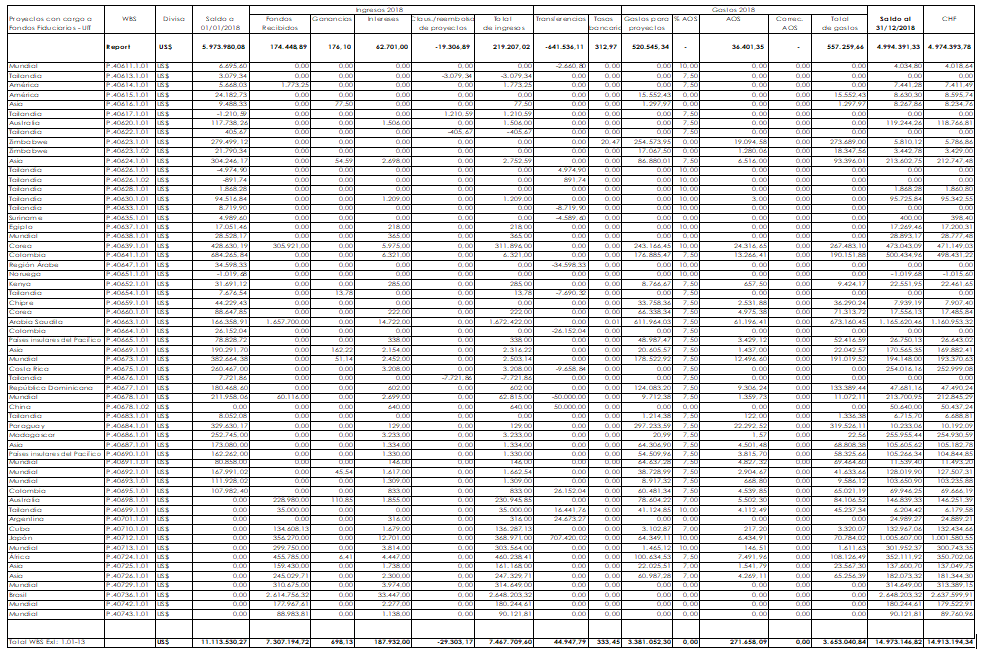 Ingresos 2018 Gastos 2018
Proyectos con cargo a WBS Divisa Saldo a Fondos Ganancias Intereses Claus./reembolso Total Transferencias Tasas Gastos para % AOS AOS Correc. Total Saldo al CHF
Fondos Fiduciarios - UIT 01/01/2018 Recibidos de proyectos de ingresos bancarias proyectos AOS de gastos 31/12/2018
Report US$ 5.973.980,08 174.448,89 176,10 62.701,00 -19.306,89 219.207,02 -641.536,11 312,97 520.545,34 - 36.401,35 - 557.259,66 4.994.391,33 4.974.393,78
Mundial P.40611.1.01 US$ 6.695,60 0,00 0,00 0,00 0,00 0,00 -2.660,80 0,00 0,00 10,00 0,00 0,00 0,00 4.034,80 4.018,64
Tailandia P.40613.1.01 US$ 3.079,34 0,00 0,00 0,00 -3.079,34 -3.079,34 0,00 0,00 0,00 7,50 0,00 0,00 0,00 0,00 0,00
América P.40614.1.01 US$ 5.668,03 1.773,25 0,00 0,00 0,00 1.773,25 0,00 0,00 0,00 7,50 0,00 0,00 0,00 7.441,28 7.411,49
América P.40615.1.01 US$ 24.182,73 0,00 0,00 0,00 0,00 0,00 0,00 0,00 15.552,43 0,00 0,00 0,00 15.552,43 8.630,30 8.595,74
Asia P.40616.1.01 US$ 9.488,33 0,00 77,50 0,00 0,00 77,50 0,00 0,00 1.297,97 0,00 0,00 0,00 1.297,97 8.267,86 8.234,76
Tailandia P.40617.1.01 US$ -1.210,59 0,00 0,00 0,00 1.210,59 1.210,59 0,00 0,00 0,00 7,50 0,00 0,00 0,00 0,00 0,00
Australia P.40620.1.01 US$ 117.738,26 0,00 0,00 1.506,00 0,00 1.506,00 0,00 0,00 0,00 7,50 0,00 0,00 0,00 119.244,26 118.766,81
Tailandia P.40622.1.01 US$ 405,67 0,00 0,00 0,00 -405,67 -405,67 0,00 0,00 0,00 7,50 0,00 0,00 0,00 0,00 0,00
Zimbabwe P.40623.1.01 US$ 279.499,12 0,00 0,00 0,00 0,00 0,00 0,00 20,47 254.573,95 7,50 19.094,58 0,00 273.689,00 5.810,12 5.786,86
Zimbabwe P.40623.1.02 US$ 21.790,34 0,00 0,00 0,00 0,00 0,00 0,00 0,00 17.067,50 7,50 1.280,06 0,00 18.347,56 3.442,78 3.429,00
Asia P.40624.1.01 US$ 304.246,17 0,00 54,59 2.698,00 0,00 2.752,59 0,00 0,00 86.880,01 7,50 6.516,00 0,00 93.396,01 213.602,75 212.747,48
Tailandia P.40626.1.01 US$ -4.974,90 0,00 0,00 0,00 0,00 0,00 4.974,90 0,00 0,00 10,00 0,00 0,00 0,00 0,00 0,00
Tailandia P.40626.1.02 US$ -891,74 0,00 0,00 0,00 0,00 0,00 891,74 0,00 0,00 10,00 0,00 0,00 0,00 0,00 0,00
Tailandia P.40628.1.01 US$ 1.868,28 0,00 0,00 0,00 0,00 0,00 0,00 0,00 0,00 10,00 0,00 0,00 0,00 1.868,28 1.860,80
Tailandia P.40630.1.01 US$ 94.516,84 0,00 0,00 1.209,00 0,00 1.209,00 0,00 0,00 0,00 10,00 3,00 0,00 0,00 95.725,84 95.342,55
Tailandia P.40633.1.01 US$ 8.719,90 0,00 0,00 0,00 0,00 0,00 -8.719,90 0,00 0,00 10,00 0,00 0,00 0,00 0,00 0,00
Suriname P.40635.1.01 US$ 4.989,60 0,00 0,00 0,00 0,00 0,00 -4.589,60 0,00 0,00 10,00 0,00 0,00 0,00 400,00 398,40
Egipto P.40637.1.01 US$ 17.051,46 0,00 0,00 218,00 0,00 218,00 0,00 0,00 0,00 10,00 0,00 0,00 0,00 17.269,46 17.200,31
Mundial P.40638.1.01 US$ 28.528,17 0,00 0,00 365,00 0,00 365,00 0,00 0,00 0,00 10,00 0,00 0,00 0,00 28.893,17 28.777,48
Corea P.40639.1.01 US$ 428.630,19 305.921,00 0,00 5.975,00 0,00 311.896,00 0,00 0,00 243.166,45 10,00 24.316,65 0,00 267.483,10 473.043,09 471.149,03
Colombia P.40641.1.01 US$ 684.265,84 0,00 0,00 6.321,00 0,00 6.321,00 0,00 0,00 176.885,47 7,50 13.266,41 0,00 190.151,88 500.434,96 498.431,22
Región Arabe P.40647.1.01 US$ 34.598,33 0,00 0,00 0,00 0,00 0,00 -34.598,33 0,00 0,00 7,50 0,00 0,00 0,00 0,00 0,00
Noruega P.40651.1.01 US$ -1.019,68 0,00 0,00 0,00 0,00 0,00 0,00 0,00 0,00 10,00 0,00 0,00 0,00 -1.019,68 -1.015,60
Kenya P.40652.1.01 US$ 31.691,12 0,00 0,00 285,00 0,00 285,00 0,00 0,00 8.766,67 7,50 657,50 0,00 9.424,17 22.551,95 22.461,65
Tailandia P.40654.1.01 US$ 7.676,54 0,00 13,78 0,00 0,00 13,78 -7.690,32 0,00 0,00 7,50 0,00 0,00 0,00 0,00 0,00
Chipre P.40659.1.01 US$ 44.229,43 0,00 0,00 0,00 0,00 0,00 0,00 0,00 33.758,36 7,50 2.531,88 0,00 36.290,24 7.939,19 7.907,40
Corea P.40660.1.01 US$ 88.647,85 0,00 0,00 222,00 0,00 222,00 0,00 0,00 66.338,34 7,50 4.975,38 0,00 71.313,72 17.556,13 17.485,84
Arabia Saudita P.40663.1.01 US$ 166.358,91 1.657.700,00 0,00 14.722,00 0,00 1.672.422,00 0,00 0,01 611.964,03 7,50 61.196,41 0,00 673.160,45 1.165.620,46 1.160.953,32
Colombia P.40664.1.01 US$ 26.152,04 0,00 0,00 0,00 0,00 0,00 -26.152,04 0,00 0,00 7,50 0,00 0,00 0,00 0,00 0,00
Países insulares del Pacífico P.40665.1.01 US$ 78.828,72 0,00 0,00 338,00 0,00 338,00 0,00 0,00 48.987,47 7,50 3.429,12 0,00 52.416,59 26.750,13 26.643,02
Asia P.40669.1.01 US$ 190.291,70 0,00 162,22 2.154,00 0,00 2.316,22 0,00 0,00 20.605,57 7,50 1.437,00 0,00 22.042,57 170.565,35 169.882,41
Mundial P.40673.1.01 US$ 382.664,38 0,00 51,14 2.452,00 0,00 2.503,14 0,00 0,00 178.522,92 7,50 12.496,60 0,00 191.019,52 194.148,00 193.370,63
Costa Rica P.40675.1.01 US$ 260.467,00 0,00 0,00 3.208,00 0,00 3.208,00 -9.658,84 0,00 0,00 7,50 0,00 0,00 0,00 254.016,16 252.999,08
Tailandia P.40676.1.01 US$ 7.721,86 0,00 0,00 0,00 -7.721,86 -7.721,86 0,00 0,00 0,00 7,50 0,00 0,00 0,00 0,00 0,00
República Dominicana P.40677.1.01 US$ 180.468,60 0,00 0,00 602,00 0,00 602,00 0,00 0,00 124.083,20 7,50 9.306,24 0,00 133.389,44 47.681,16 47.490,24
Mundial P.40678.1.01 US$ 211.958,06 60.116,00 0,00 2.699,00 0,00 62.815,00 -50.000,00 0,00 9.712,38 7,50 1.359,73 0,00 11.072,11 213.700,95 212.845,29
China P.40678.1.02 US$ 0,00 0,00 0,00 640,00 0,00 640,00 50.000,00 0,00 0,00 7,50 0,00 0,00 0,00 50.640,00 50.437,24
Tailandia P.40683.1.01 US$ 8.052,08 0,00 0,00 0,00 0,00 0,00 0,00 0,00 1.214,38 7,50 122,00 0,00 1.336,38 6.715,70 6.688,81
Paraguay P.40684.1.01 US$ 329.630,17 0,00 0,00 129,00 0,00 129,00 0,00 0,00 297.233,59 7,50 22.292,52 0,00 319.526,11 10.233,06 10.192,09
Madagascar P.40686.1.01 US$ 252.745,00 0,00 0,00 3.233,00 0,00 3.233,00 0,00 0,00 20,99 7,50 1,57 0,00 22,56 255.955,44 254.930,59
Asia P.40687.1.01 US$ 173.080,00 0,00 0,00 1.334,00 0,00 1.334,00 0,00 0,00 64.306,90 7,50 4.501,48 0,00 68.808,38 105.605,62 105.182,78
Países insulares del Pacífico P.40690.1.01 US$ 162.262,00 0,00 0,00 1.330,00 0,00 1.330,00 0,00 0,00 54.509,96 7,50 3.815,70 0,00 58.325,66 105.266,34 104.844,85
Mundial P.40691.1.01 US$ 80.858,00 0,00 0,00 146,00 0,00 146,00 0,00 0,00 64.637,28 7,50 4.827,32 0,00 69.464,60 11.539,40 11.493,20
Mundial P.40692.1.01 US$ 167.991,02 0,00 45,54 1.617,00 0,00 1.662,54 0,00 0,00 38.728,99 7,50 2.904,67 0,00 41.633,66 128.019,90 127.507,31
Mundial P.40693.1.01 US$ 111.928,02 0,00 0,00 1.309,00 0,00 1.309,00 0,00 0,00 8.917,32 7,50 668,80 0,00 9.586,12 103.650,90 103.235,88
Colombia P.40695.1.01 US$ 107.982,40 0,00 0,00 833,00 0,00 833,00 26.152,04 0,00 60.481,34 7,50 4.539,85 0,00 65.021,19 69.946,25 69.666,19
Australia P.40698.1.01 US$ 0,00 228.980,00 110,85 1.855,00 0,00 230.945,85 0,00 0,00 78.604,22 7,00 5.502,30 0,00 84.106,52 146.839,33 146.251,39
Tailandia P.40699.1.01 US$ 0,00 35.000,00 0,00 0,00 0,00 35.000,00 16.441,76 0,00 41.124,85 10,00 4.112,49 0,00 45.237,34 6.204,42 6.179,58
Argentina P.40701.1.01 US$ 0,00 0,00 0,00 316,00 0,00 316,00 24.673,27 0,00 0,00 0,00 0,00 0,00 0,00 24.989,27 24.889,21
Cuba P.40710.1.01 US$ 0,00 134.608,13 0,00 1.679,00 0,00 136.287,13 0,00 0,00 3.102,87 7,00 217,20 0,00 3.320,07 132.967,06 132.434,66
Japón P.40712.1.01 US$ 0,00 356.270,00 0,00 12.701,00 0,00 368.971,00 707.420,02 0,00 64.349,11 10,00 6.434,91 0,00 70.784,02 1.005.607,00 1.001.580,55
Mundial P.40713.1.01 US$ 0,00 299.750,00 0,00 3.814,00 0,00 303.564,00 0,00 0,00 1.465,12 10,00 146,51 0,00 1.611,63 301.952,37 300.743,35
África P.40724.1.01 US$ 0,00 455.785,00 6,41 4.447,00 0,00 460.238,41 0,00 0,00 100.634,53 7,50 7.491,96 0,00 108.126,49 352.111,92 350.702,06
Asia P.40725.1.01 US$ 0,00 159.430,00 0,00 1.738,00 0,00 161.168,00 0,00 0,00 22.025,51 7,00 1.541,79 0,00 23.567,30 137.600,70 137.049,75
Asia P.40726.1.01 US$ 0,00 245.029,71 0,00 2.300,00 0,00 247.329,71 0,00 0,00 60.987,28 7,00 4.269,11 0,00 65.256,39 182.073,32 181.344,30
Mundial P.40729.1.01 US$ 0,00 310.675,00 0,00 3.974,00 0,00 314.649,00 0,00 0,00 0,00 0,00 0,00 0,00 0,00 314.649,00 313.389,15
Brasil P.40736.1.01 US$ 0,00 2.614.756,32 0,00 33.447,00 0,00 2.648.203,32 0,00 0,00 0,00 0,00 0,00 0,00 0,00 2.648.203,32 2.637.599,91
Mundial P.40742.1.01 US$ 0,00 177.967,61 0,00 2.277,00 0,00 180.244,61 0,00 0,00 0,00 0,00 0,00 0,00 0,00 180.244,61 179.522,91
Mundial P.40743.1.01 US$ 0,00 88.983,81 0,00 1.138,00 0,00 90.121,81 0,00 0,00 0,00 0,00 0,00 0,00 0,00 90.121,81 89.760,96
Total WBS Ext: 1.01-13 US$ 11.113.530,27 7.307.194,72 698,13 187.932,00 -29.303,17 7.467.709,60 44.947,79 333,45 3.381.052,30 0,00 271.658,09 0,00 3.653.040,84 14.973.146,82 14.913.194,34